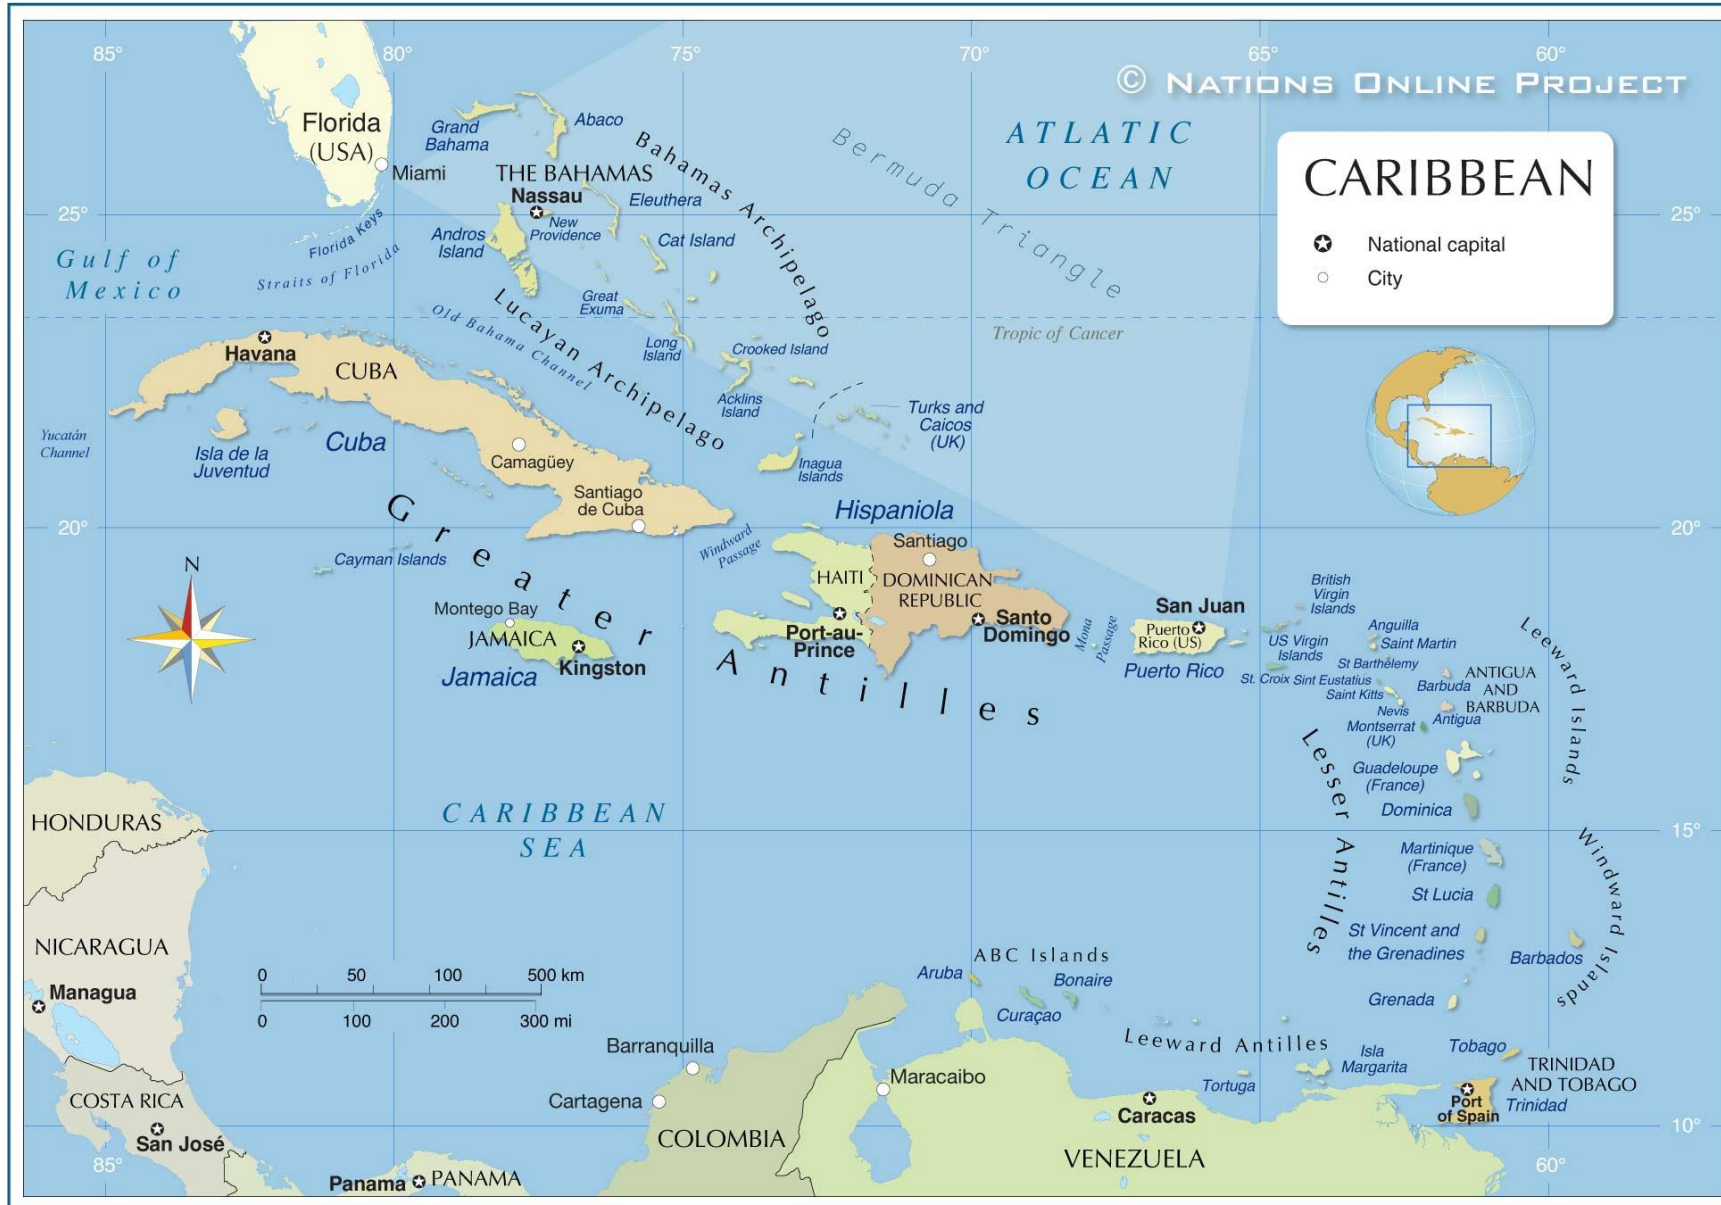 85°
80°
75°
70°
65°
60°
© NATIONS ONLINE PROJECT
Florida
(USA)
Miami
Grand
Bahama
Abaco
THE BAHAMAS
Nassau
New
Providence
Eleuthera
Andros
Island
Cat Island
Bahamas Archipelago
Bermuda Triangle
ATLATIC
OCEAN
CARIBBEAN
National capital
City
25°
25°
Gulf of
Mexico
Florida Keys
Straits of Florida
Great
Exuma
Lucayan Archipelago
Old Bahama Channel
Long
Island
Crooked Island
Acklins
Island
Tropic of Cancer
Turks and
Caicos
(UK)
Inagua
Islands
Havana
CUBA
Cuba
Yucatán
Channel
Isla de la
Juventud
Camagüey
Santiago
de Cuba
20°
20°
Greater Antilles
Cayman Islands
Windward
Passage
Hispaniola
Santiago
HAITI
DOMINICAN
REPUBLIC
Port-au-
Prince
Santo
Domingo
N
Montego Bay
JAMAICA
Kingston
Jamaica
Mona
Passage
San Juan
Puerto
Rico (US)
Puerto Rico
British
Virgin
Islands
US Virgin
Islands
St. Croix
Anguilla
Saint Martin
St Barthélemy
Sint Eustatius
Saint Kitts
Nevis
Barbuda
ANTIGUA
AND
BARBUDA
Antigua
Montserrat
(UK)
Guadeloupe
(France)
Dominica
Leeward Islands
Lesser Antilles
Martinique
(France)
St Lucia
St Vincent and
the Grenadines
Barbados
Grenada
Windward Islands
CARIBBEAN
SEA
15°
HONDURAS
NICARAGUA
Managua
COSTA RICA
San José
85°
Panama
PANAMA
0 50 100 500 km
0 100 200 300 mi
Barranquilla
Cartagena
COLOMBIA
Maracaibo
ABC Islands
Aruba
Bonaire
Curaçao
Leeward Antilles
Tortuga
Isla
Margarita
Caracas
VENEZUELA
Tobago
TRINIDAD
AND TOBAGO
Port
of Spain
Trinidad
10°
60°